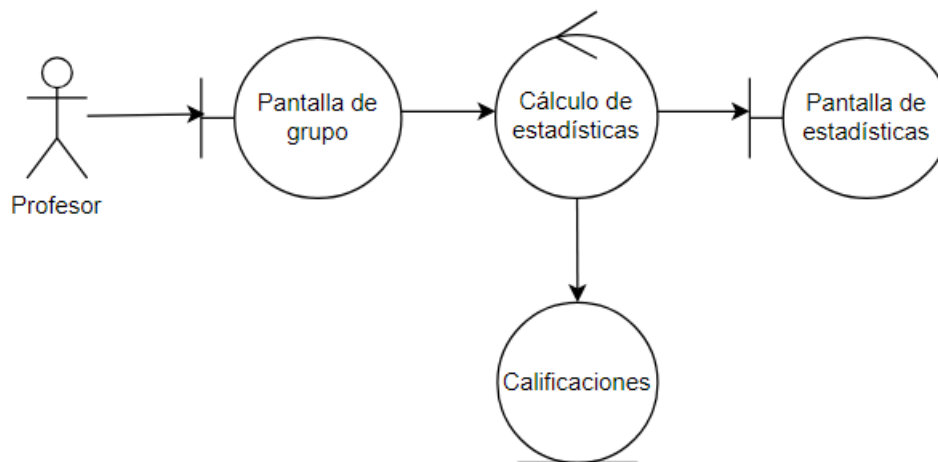 Profesor
Pantalla de
grupo
Cálculo de
estadísticas
Pantalla de
estadísticas
Calificaciones